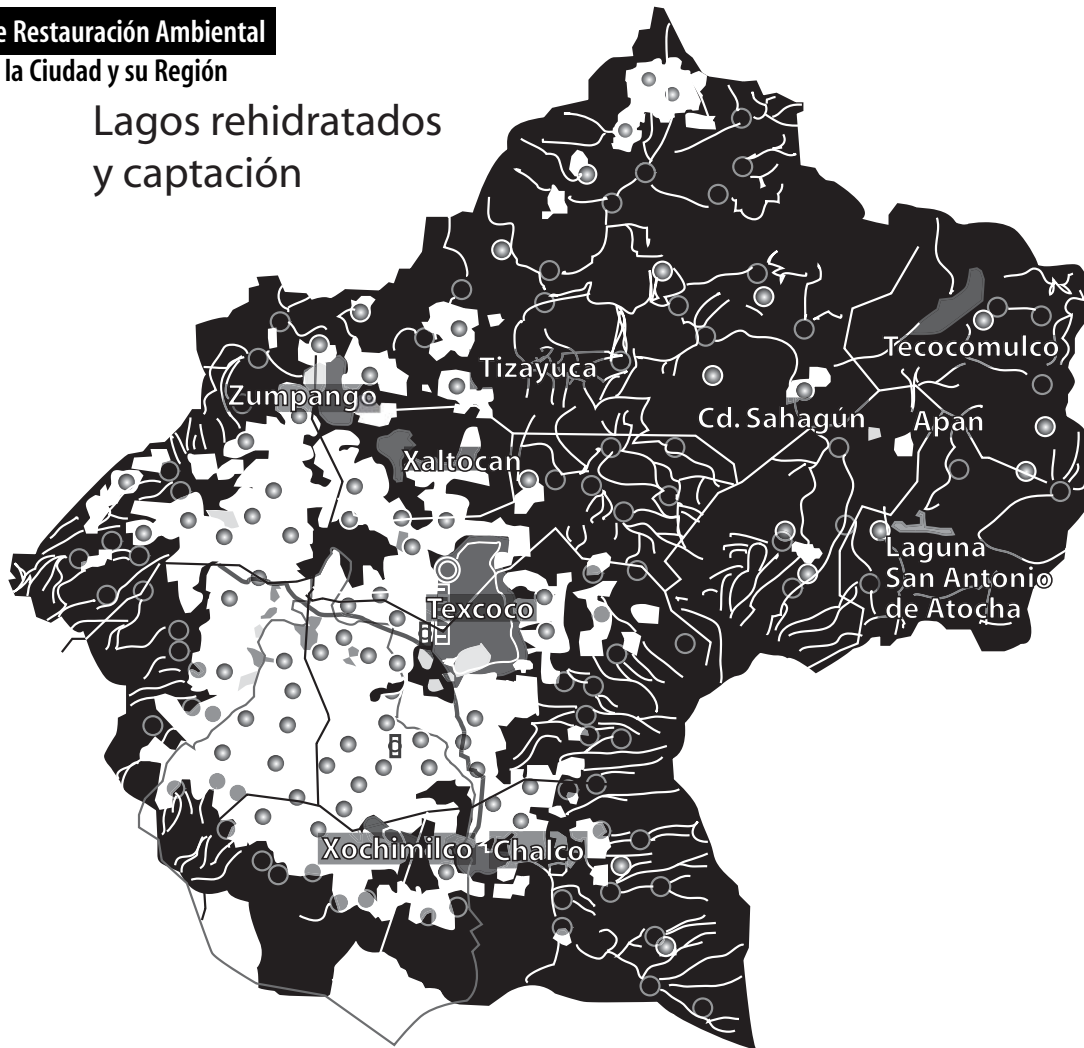 e Restauración Ambiental
la Ciudad y su Región
Lagos rehidratados
y captación
Tecocomulco
Tizayuca
Zumpango
Cd. Sahagún
Apan
Xaltocan
Laguna
San Antonio
de Atocha
Texcoco
Xochimilco
Chalco